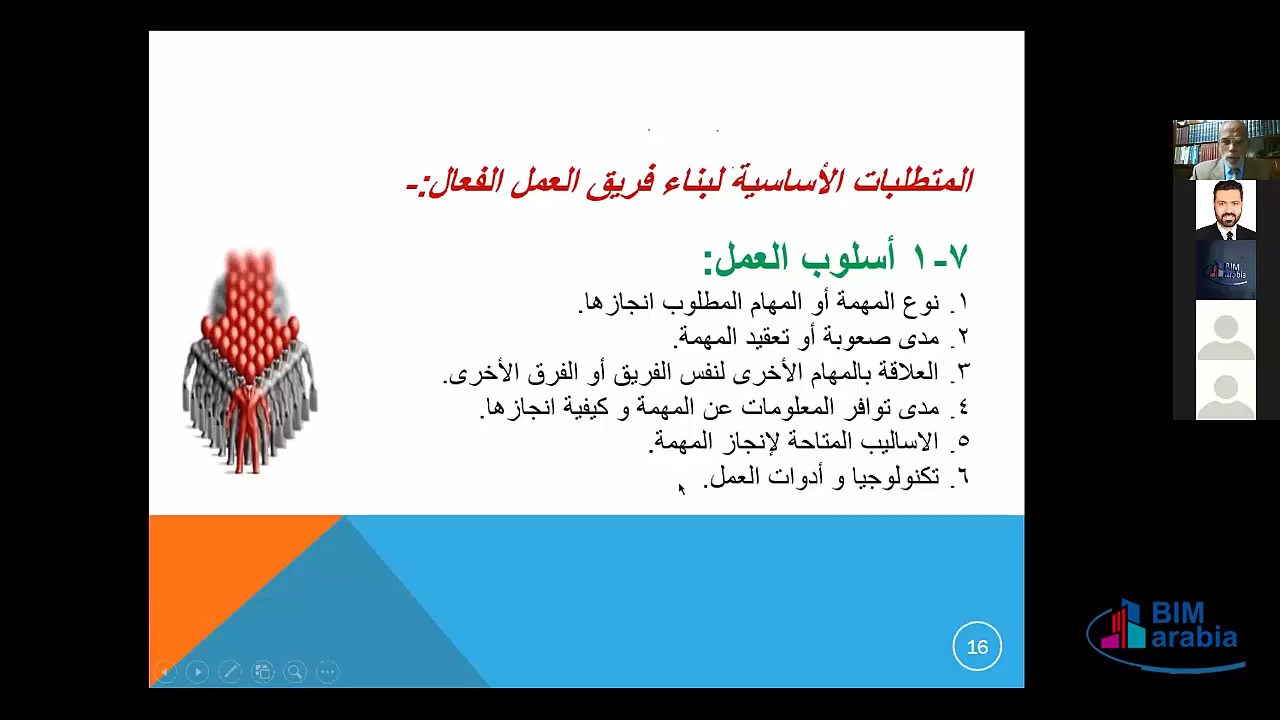 المتطلبات الأساسية لبناء فريق العمل الفعال:-
٧-١ أسلوب العمل:
١. نوع المهمة أو المهام المطلوب انجازها.
٢. مدى صعوبة أو تعقيد المهمة.
٣. العلاقة بالمهام الأخرى لنفس الفريق أو الفرق الأخرى.
٤. مدى توافر المعلومات عن المهمة و كيفية انجازها.
٥. الاساليب المتاحة لإنجاز المهمة.
٦. تكنولوجيا و أدوات العمل.
16
BIM
arabia
BIM
arabia